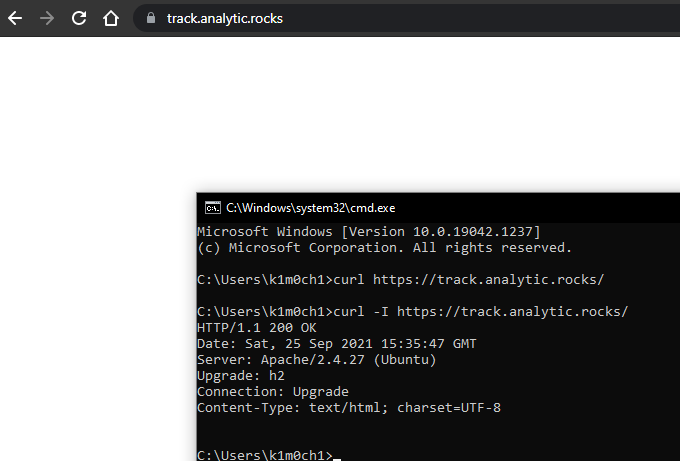 track.analytic.rocks
C:\Windows\system32\cmd.exe
Microsoft Windows [Version 10.0.19042.1237]
(c) Microsoft Corporation. All rights reserved.
C:\Users\k1m0ch1>curl https://track.analytic.rocks/
C:\Users\k1m0ch1>curl -I https://track.analytic.rocks/
HTTP/1.1 200 OK
Date: Sat, 25 Sep 2021 15:35:47 GMT
Server: Apache/2.4.27 (Ubuntu)
Upgrade: h2
Connection: Upgrade
Content-Type: text/html; charset=UTF-8
C:\Users\k1m0ch1>_